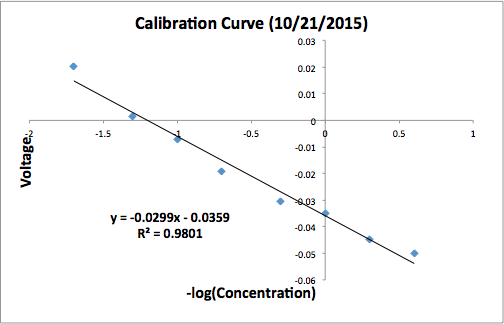 Calibration Curve (10/21/2015)
0.03
0.02
0.01
0
-0.01
-0.02
-0.03
-0.04
-0.05
-0.06
-2 -1.5 -1 -0.5 0 0.5 1
Voltage
y = -0.0299x - 0.0359
R² = 0.9801
-log(Concentration)